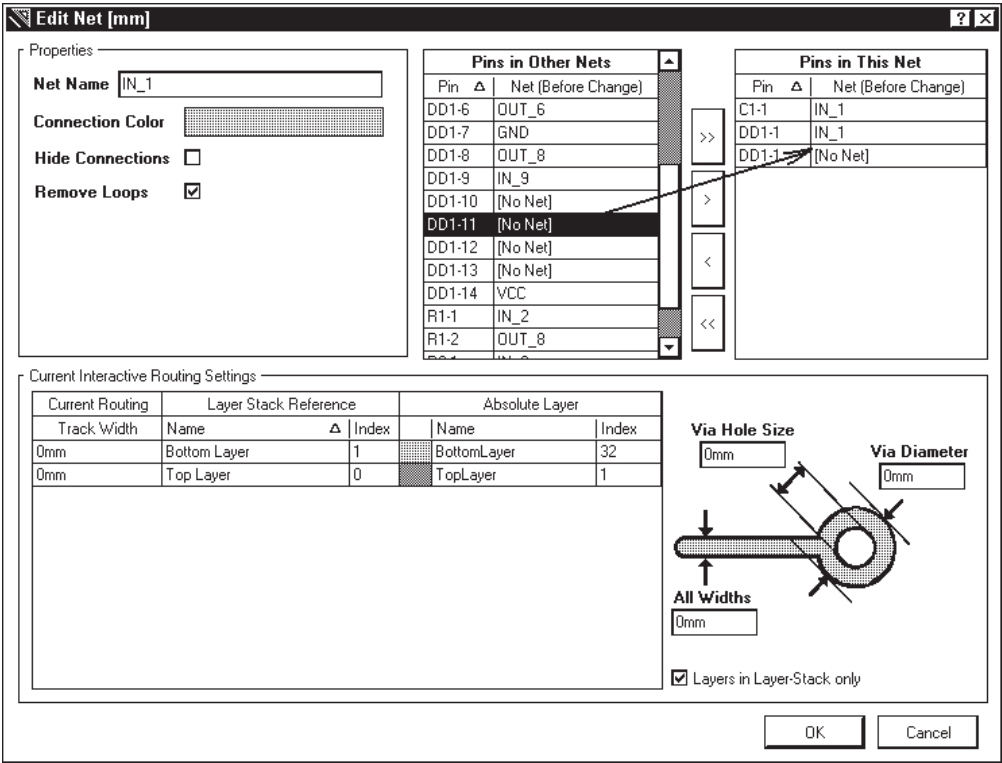 Edit Net [mm]
? X
Properties
Net Name IN_1
Connection Color
Hide Connections
Remove Loops
Pins in Other Nets
Pin Δ Net (Before Change)
DD1-6 OUT_6
DD1-7 GND
DD1-8 OUT_8
DD1-9 IN_9
DD1-10 [No Net]
DD1-11 [No Net]
DD1-12 [No Net]
DD1-13 [No Net]
DD1-14 VCC
R1-1 IN_2
R1-2 OUT_8
>>
>
<
<<
Pins in This Net
Pin Δ Net (Before Change)
C1-1 IN_1
DD1-1 IN_1
DD1-1 [No Net]
Current Interactive Routing Settings
Current Routing Layer Stack Reference Absolute Layer
Track Width Name Δ Index Name Index
0mm Bottom Layer 1 BottomLayer 32
0mm Top Layer 0 TopLayer 1
Via Hole Size
0mm
Via Diameter
0mm
All Widths
0mm
Layers in Layer-Stack only
OK Cancel